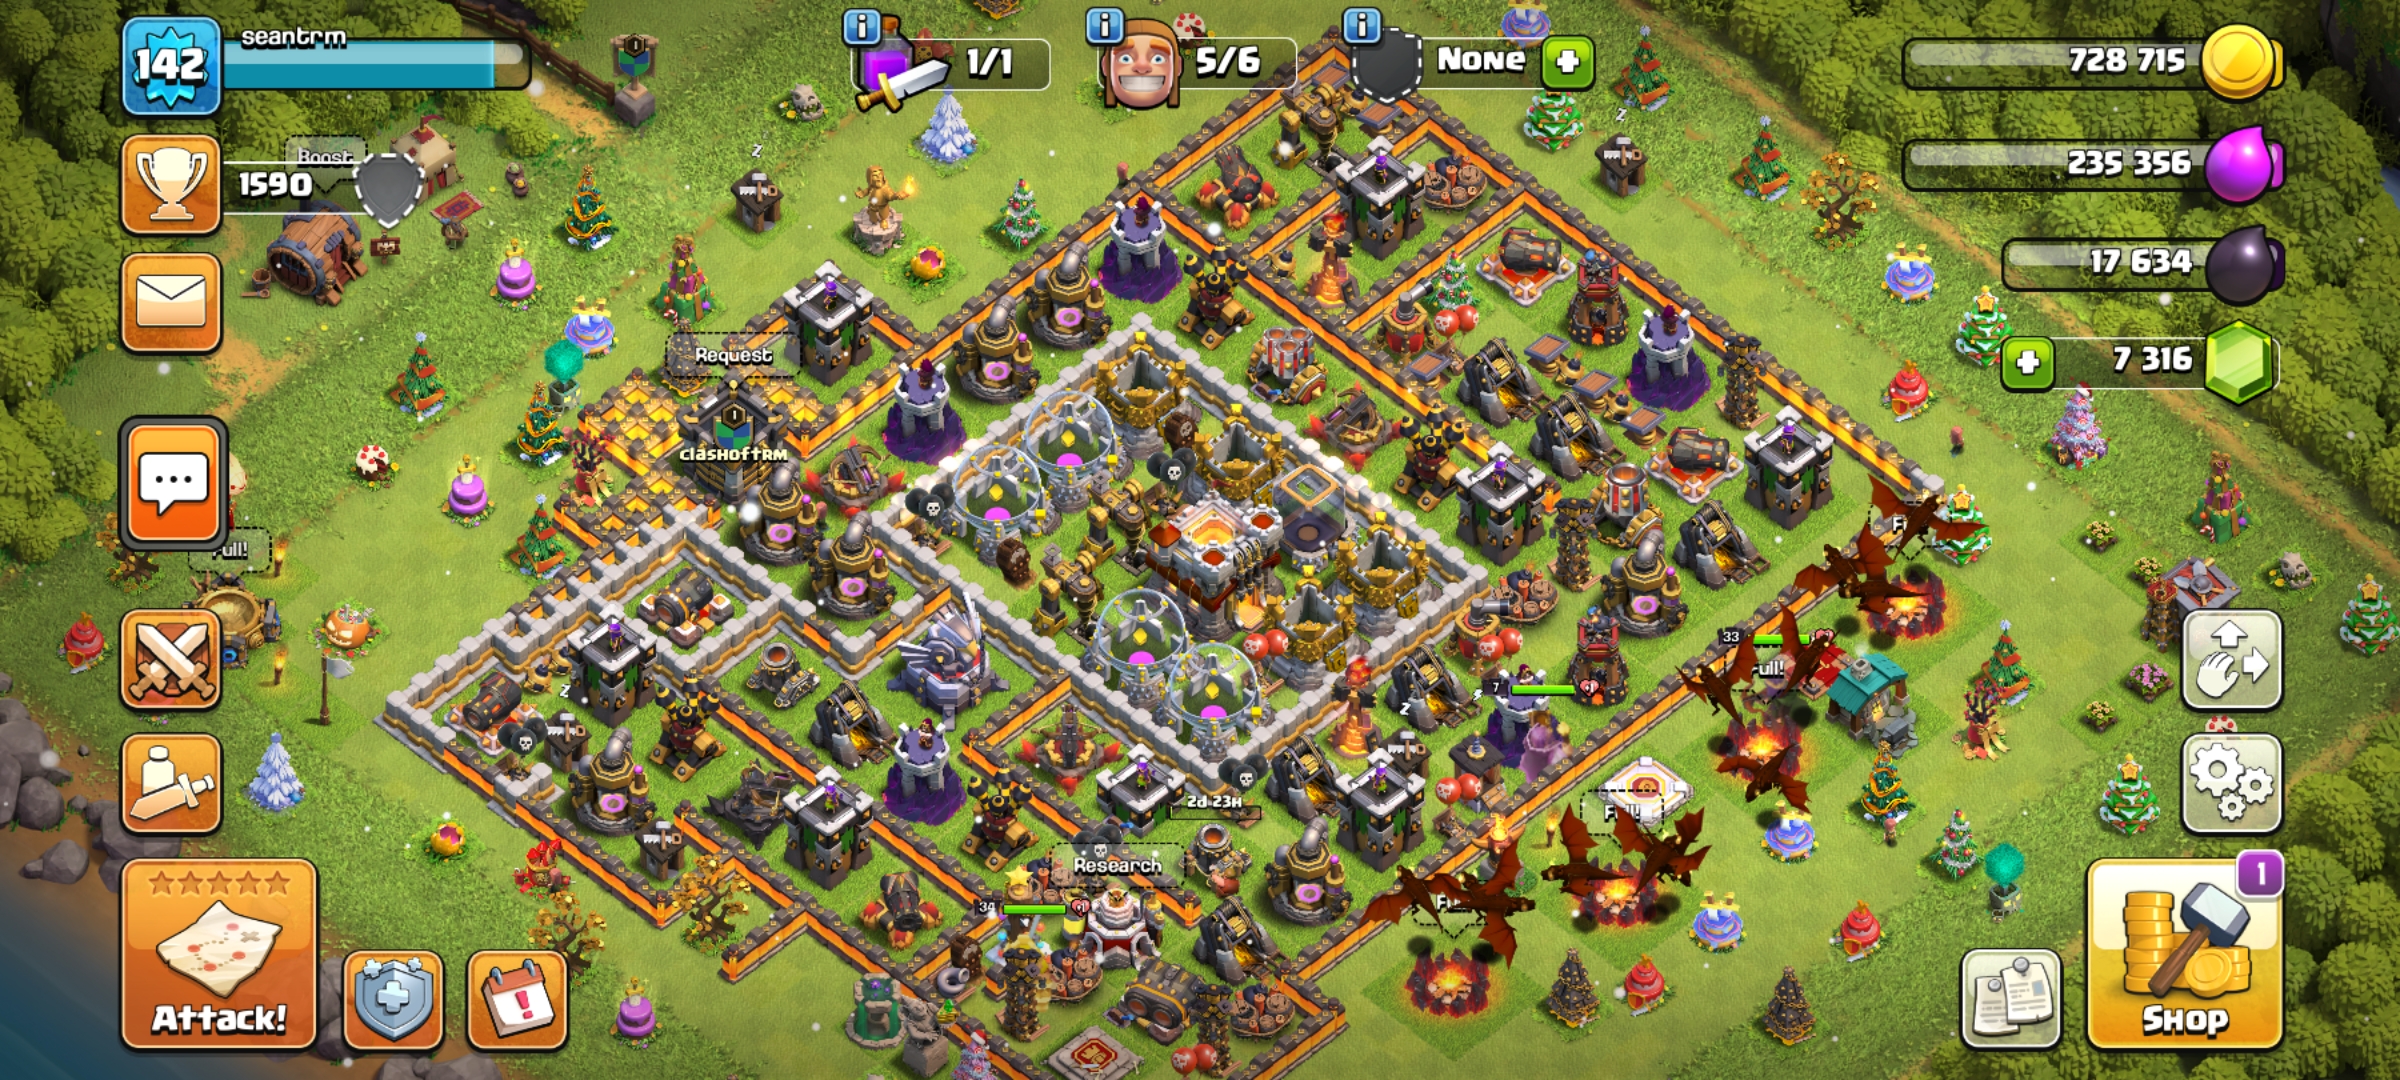 142
seantrm
1/1
5/6
None
728 715
Boost
1590
235 356
17 634
7 316
Request
clashoftRM
Full!
33
Full!
7
2d 23H
Research
34
Attack!
1
Shop